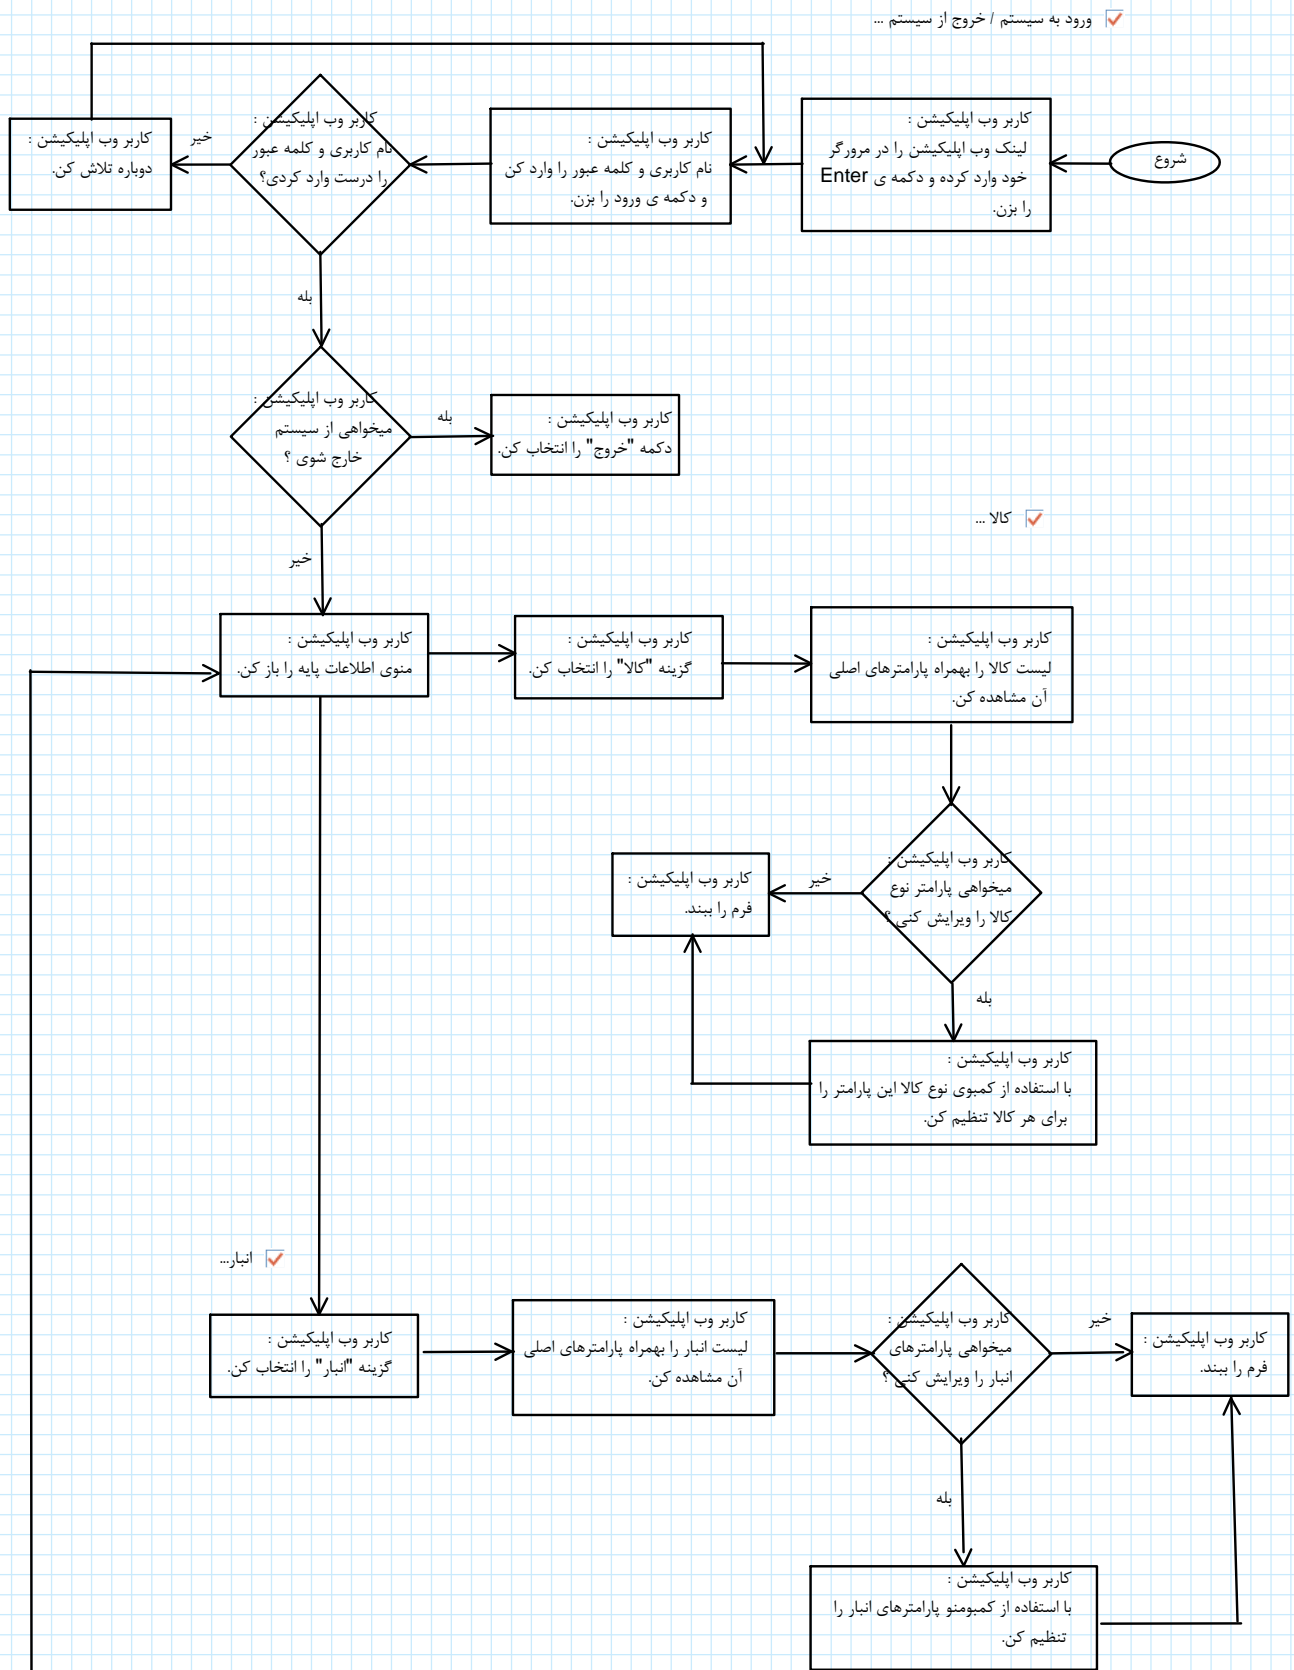 ورود به سیستم / خروج از سیستم ...
شروع
کاربر وب اپلیکیشن :
لینک وب اپلیکیشن را در مرورگر
خود وارد کرده و دکمه ی Enter
را بزن.
کاربر وب اپلیکیشن :
نام کاربری و کلمه عبور را وارد کن
و دکمه ی ورود را بزن.
کاربر وب اپلیکیشن :
نام کاربری و کلمه عبور
را درست وارد کردی؟
خیر
کاربر وب اپلیکیشن :
دوباره تلاش کن.
بله
کاربر وب اپلیکیشن :
میخواهی از سیستم
خارج شوی ؟
بله
کاربر وب اپلیکیشن :
دکمه "خروج" را انتخاب کن.
خیر
کالا ...
کاربر وب اپلیکیشن :
منوی اطلاعات پایه را باز کن.
کاربر وب اپلیکیشن :
گزینه "کالا" را انتخاب کن.
کاربر وب اپلیکیشن :
لیست کالا را بهمراه پارامترهای اصلی
آن مشاهده کن.
کاربر وب اپلیکیشن :
میخواهی پارامتر نوع
کالا را ویرایش کنی ؟
خیر
کاربر وب اپلیکیشن :
فرم را ببند.
بله
کاربر وب اپلیکیشن :
با استفاده از کمبوی نوع کالا این پارامتر را
برای هر کالا تنظیم کن.
انبار...
کاربر وب اپلیکیشن :
گزینه "انبار" را انتخاب کن.
کاربر وب اپلیکیشن :
لیست انبار را بهمراه پارامترهای اصلی
آن مشاهده کن.
کاربر وب اپلیکیشن :
میخواهی پارامترهای
انبار را ویرایش کنی ؟
خیر
کاربر وب اپلیکیشن :
فرم را ببند.
بله
کاربر وب اپلیکیشن :
با استفاده از کمبومنو پارامترهای انبار را
تنظیم کن.